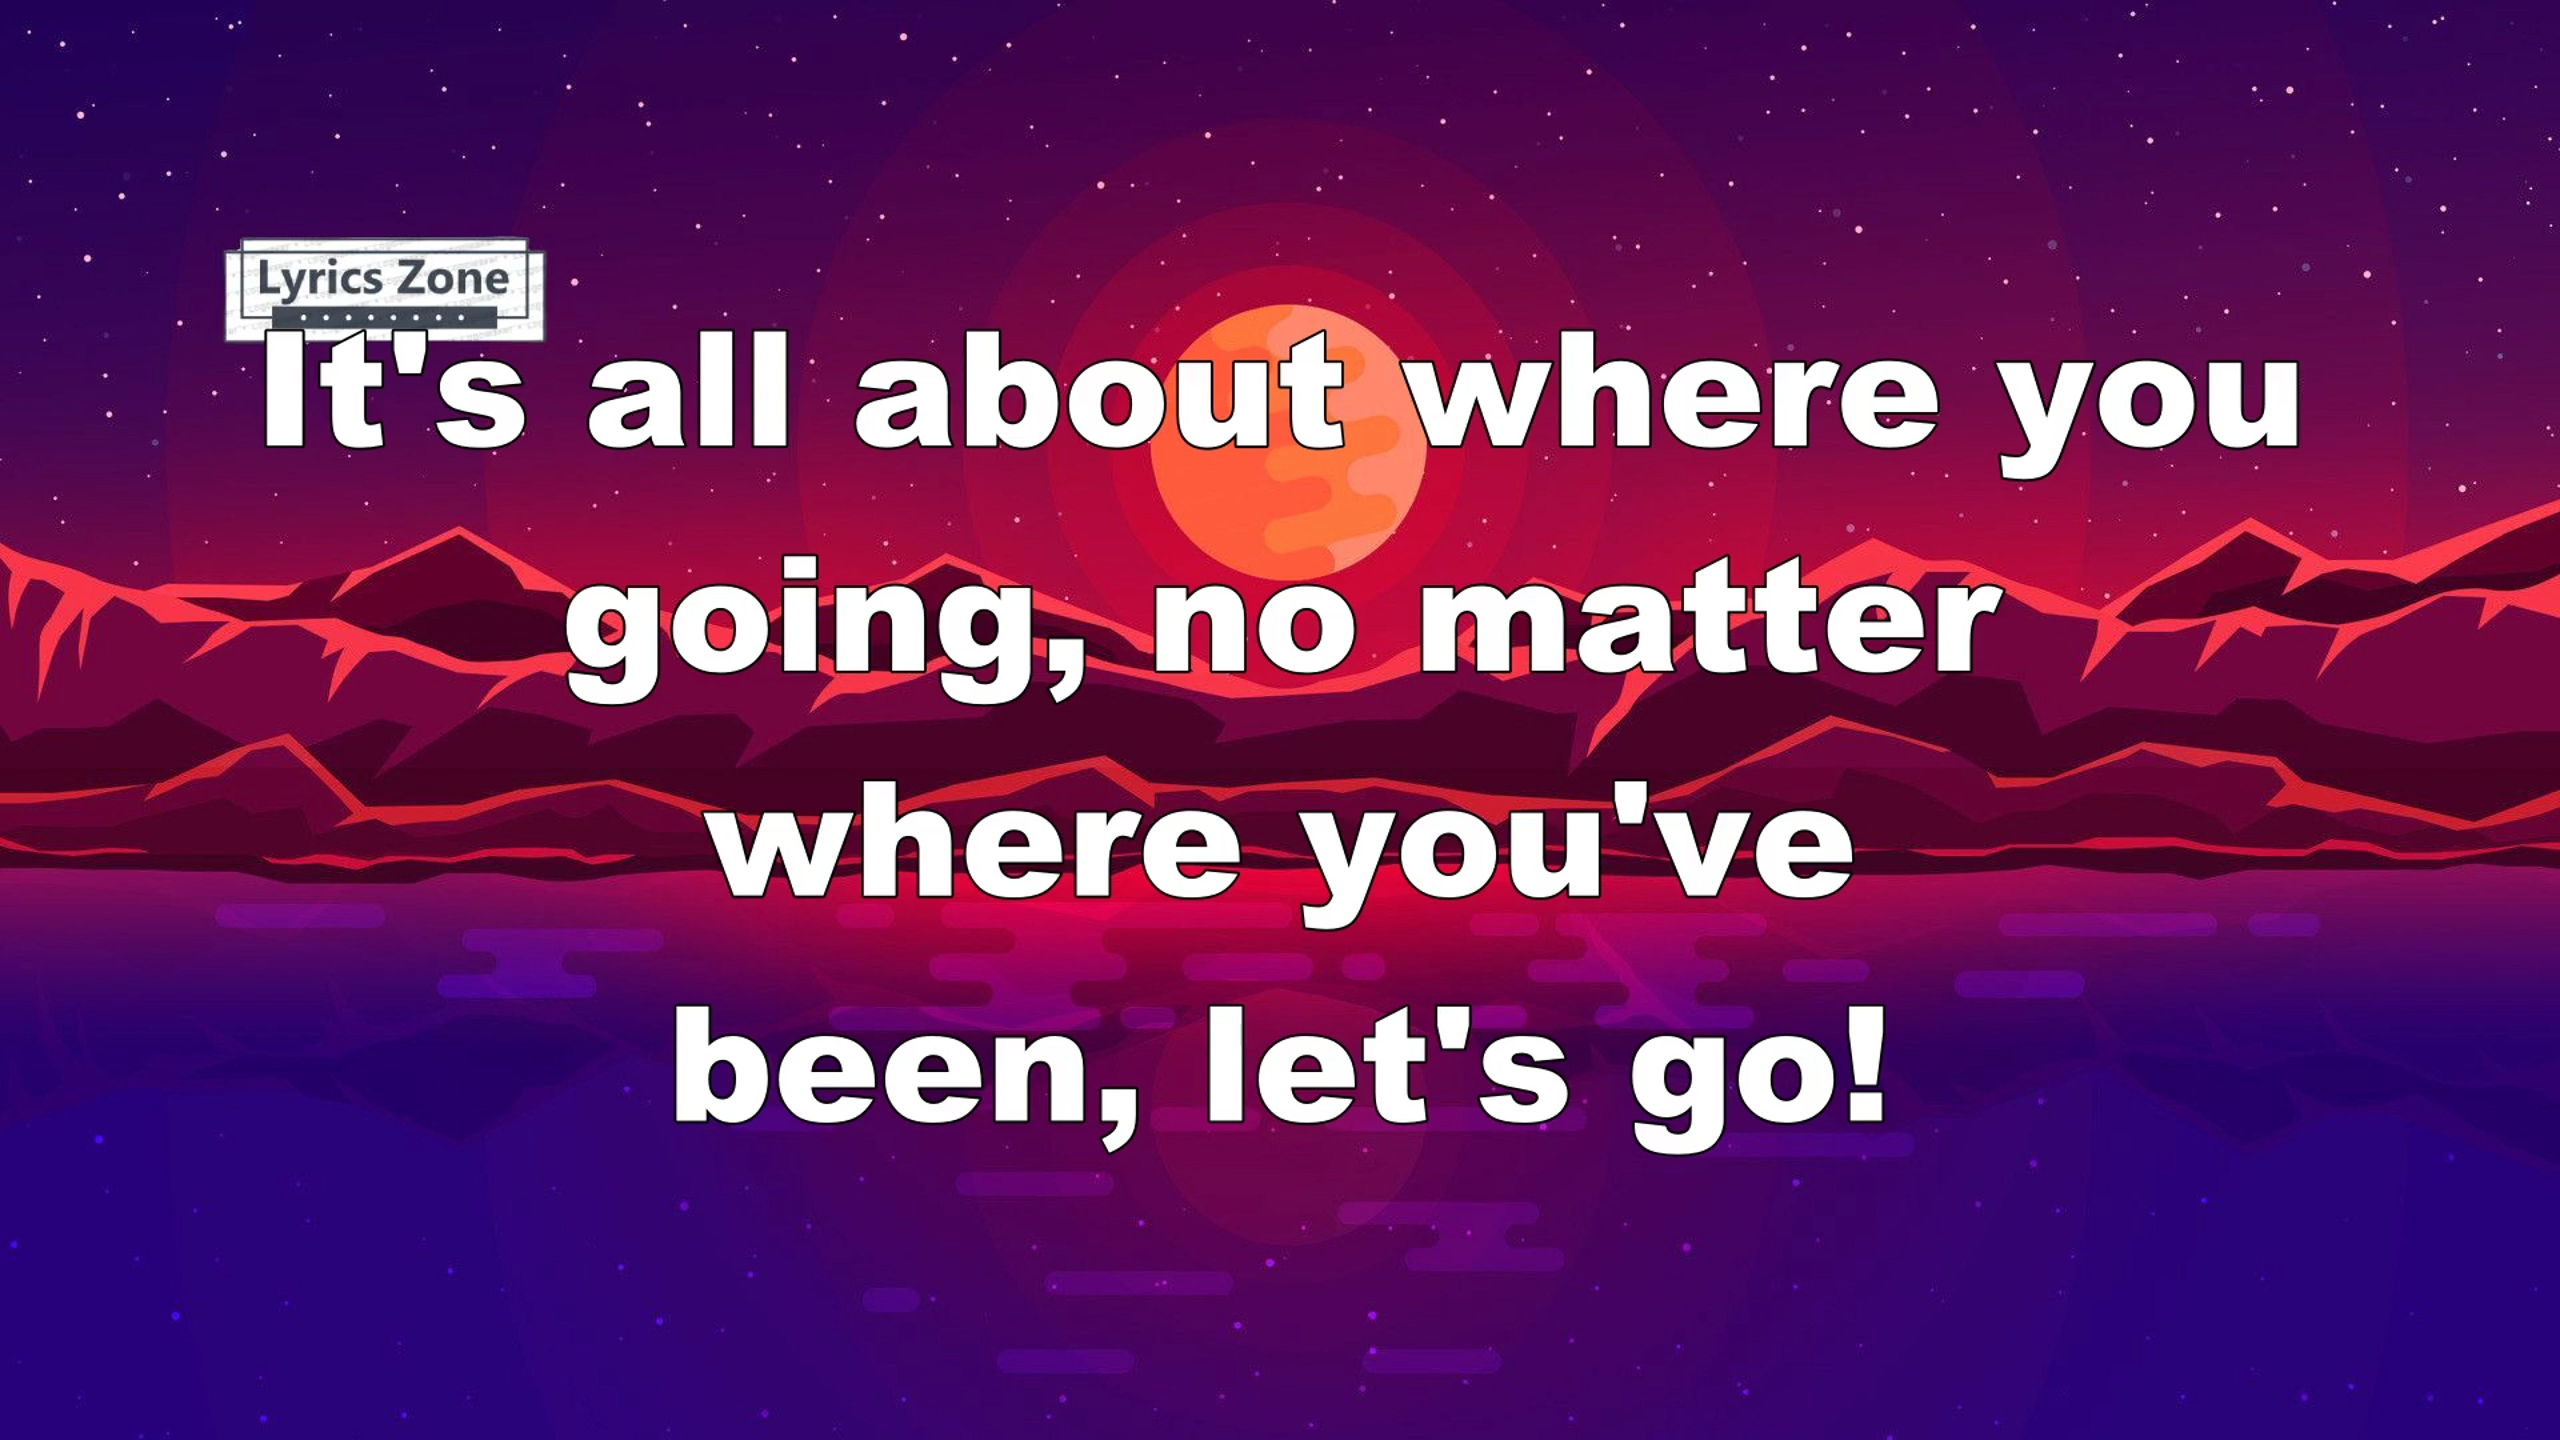 Lyrics Zone
It's all about where you
going, no matter
where you've
been, let's go!